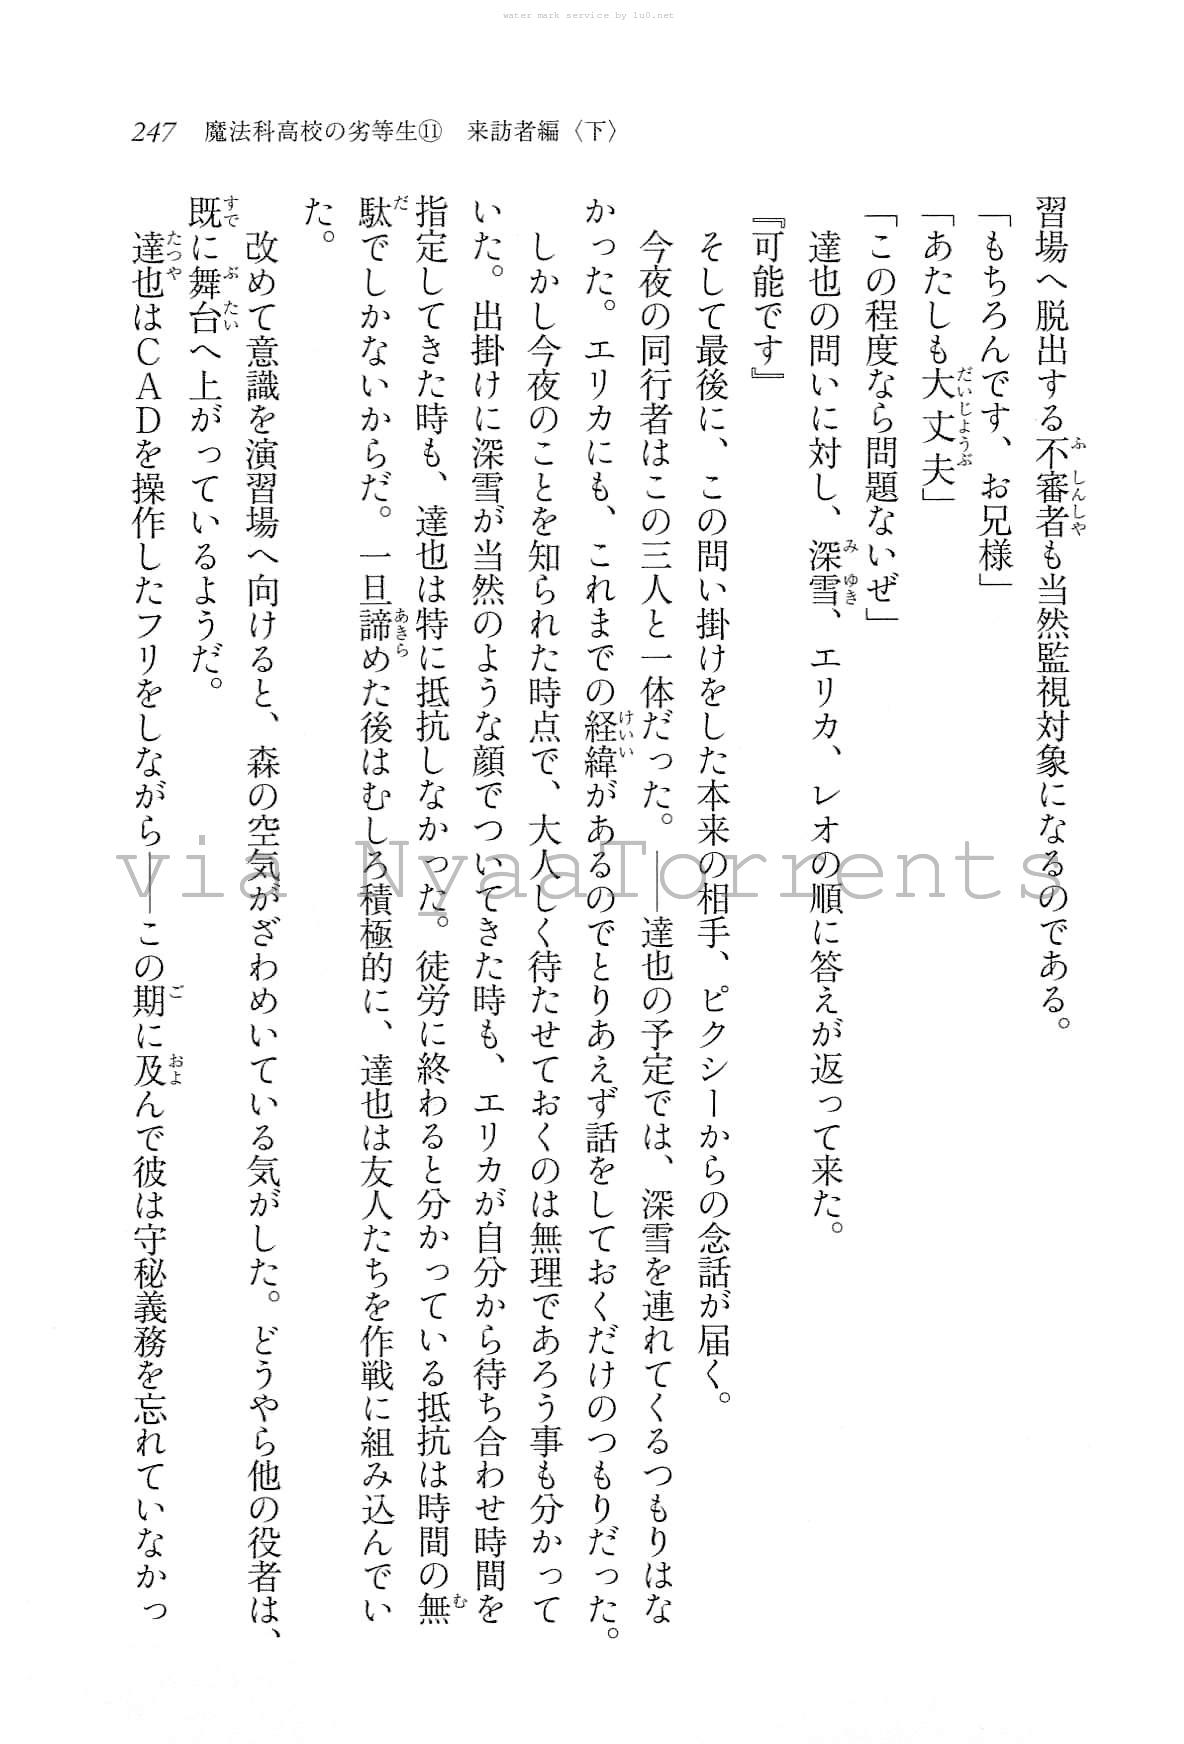 water mark service by lu0.net
247 魔法科高校の劣等生⑪ 来訪者編〈下〉
習場へ脱出する不審者も当然監視対象になるのである。
「もちろんです、お兄様」
「あたしも大丈夫」
「この程度なら問題ないぜ」
達也の問いに対し、深雪、エリカ、レオの順に答えが返って来た。
『可能です』
そして最後に、この問い掛けをした本来の相手、ピクシーからの念話が届く。
今夜の同行者はこの三人と一体だった。――達也の予定では、深雪を連れてくるつもりはな
かった。エリカにも、これまでの経緯があるのでとりあえず話をしておくだけのつもりだった。
しかし今夜のことを知られた時点で、大人しく待たせておくのは無理であろう事も分かって
いた。出掛けに深雪が当然のような顔でついてきた時も、エリカが自分から待ち合わせ時間を
指定してきた時も、達也は特に抵抗しなかった。徒労に終わると分かっている抵抗は時間の無
駄でしかないからだ。一旦諦めた後はむしろ積極的に、達也は友人たちを作戦に組み込んでい
た。
改めて意識を演習場へ向けると、森の空気がざわめいている気がした。どうやら他の役者は、
既に舞台へ上がっているようだ。
達也はCADを操作したフリをしながら――この期に及んで彼は守秘義務を忘れていなかっ
via NyaaTorrents